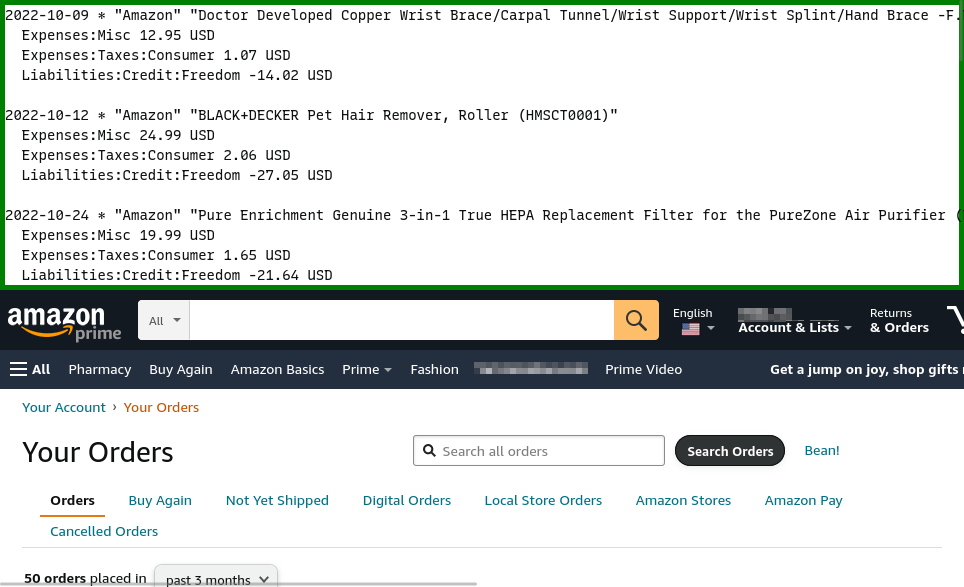 2022-10-09 * "Amazon" "Doctor Developed Copper Wrist Brace/Carpal Tunnel/Wrist Support/Wrist Splint/Hand Brace -F.
Expenses:Misc 12.95 USD
Expenses:Taxes:Consumer 1.07 USD
Liabilities:Credit:Freedom -14.02 USD
2022-10-12 * "Amazon" "BLACK+DECKER Pet Hair Remover, Roller (HMSCT0001)"
Expenses:Misc 24.99 USD
Expenses:Taxes:Consumer 2.06 USD
Liabilities:Credit:Freedom -27.05 USD
2022-10-24 * "Amazon" "Pure Enrichment Genuine 3-in-1 True HEPA Replacement Filter for the PureZone Air Purifier (
Expenses:Misc 19.99 USD
Expenses:Taxes:Consumer 1.65 USD
Liabilities:Credit:Freedom -21.64 USD
amazon prime
All
English
Account & Lists
Returns
& Orders
All Pharmacy Buy Again Amazon Basics Prime Fashion Prime Video Get a jump on joy, shop gifts
Your Account › Your Orders
Your Orders
Search all orders
Search Orders
Bean!
Orders Buy Again Not Yet Shipped Digital Orders Local Store Orders Amazon Stores Amazon Pay
Cancelled Orders
50 orders placed in past 3 months